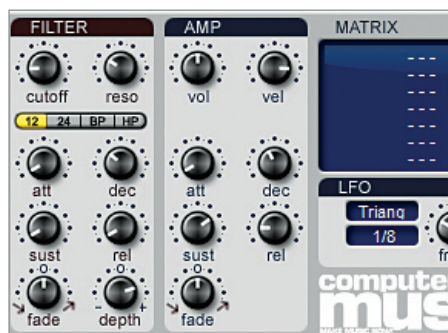 FILTER
cutoff reso
12 24 BP HP
att dec
sust rel
fade depth
AMP
vol vel
att dec
sust rel
fade
MATRIX
---
---
---
---
---
---
---
LFO
Triang
1/8
compute
mus